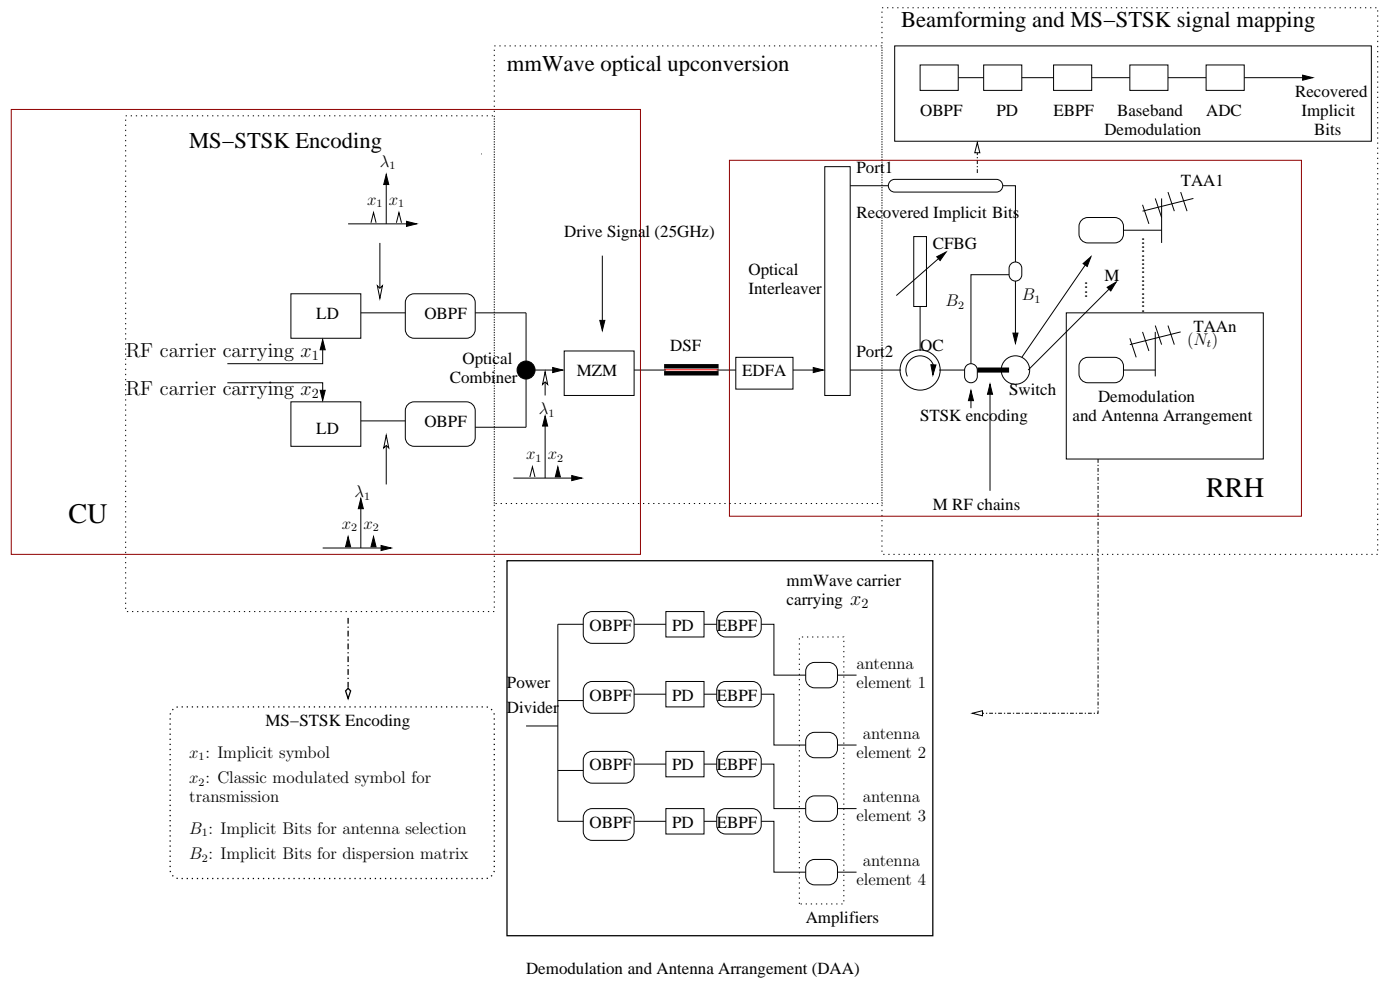 Beamforming and MS−STSK signal mapping
mmWave optical upconversion
OBPF
PD
EBPF
Baseband
Demodulation
ADC
Recovered
Implicit
Bits
MS−STSK Encoding
λ1
x1 x1
Drive Signal (25GHz)
LD
OBPF
RF carrier carrying x1
RF carrier carrying x2
LD
OBPF
Optical
Combiner
MZM
λ1
x1 x2
λ1
x2 x2
CU
DSF
EDFA
Optical
Interleaver
Port1
Recovered Implicit Bits
CFBG
B2
B1
Port2
OC
Switch
STSK encoding
M RF chains
M
TAA1
TAAn
(Nt)
Demodulation
and Antenna Arrangement
RRH
mmWave carrier
carrying x2
Power
Divider
OBPF PD EBPF
antenna
element 1
OBPF PD EBPF
antenna
element 2
OBPF PD EBPF
antenna
element 3
OBPF PD EBPF
antenna
element 4
Amplifiers
MS−STSK Encoding
x1: Implicit symbol
x2: Classic modulated symbol for
transmission
B1: Implicit Bits for antenna selection
B2: Implicit Bits for dispersion matrix
Demodulation and Antenna Arrangement (DAA)